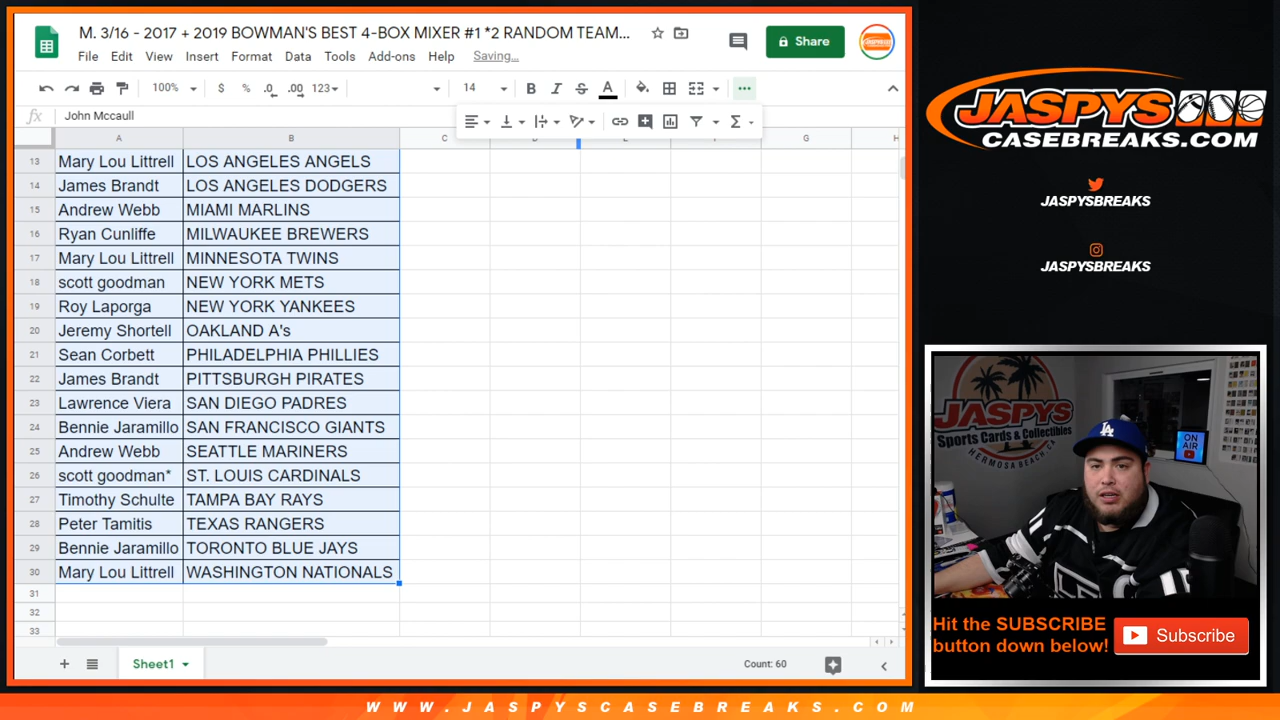 M. 3/16 - 2017 + 2019 BOWMAN'S BEST 4-BOX MIXER #1 *2 RANDOM TEAM...
Share
File Edit View Insert Format Data Tools Add-ons Help Saving...
100% $ % .0 .00 123 14 B I S A
fx John Mccaull
A B C D E F G H
13 Mary Lou Littrell LOS ANGELES ANGELS
14 James Brandt LOS ANGELES DODGERS
15 Andrew Webb MIAMI MARLINS
16 Ryan Cunliffe MILWAUKEE BREWERS
17 Mary Lou Littrell MINNESOTA TWINS
18 scott goodman NEW YORK METS
19 Roy Laporga NEW YORK YANKEES
20 Jeremy Shortell OAKLAND A's
21 Sean Corbett PHILADELPHIA PHILLIES
22 James Brandt PITTSBURGH PIRATES
23 Lawrence Viera SAN DIEGO PADRES
24 Bennie Jaramillo SAN FRANCISCO GIANTS
25 Andrew Webb SEATTLE MARINERS
26 scott goodman* ST. LOUIS CARDINALS
27 Timothy Schulte TAMPA BAY RAYS
28 Peter Tamitis TEXAS RANGERS
29 Bennie Jaramillo TORONTO BLUE JAYS
30 Mary Lou Littrell WASHINGTON NATIONALS
31
32
33
Sheet1
Count: 60
JASPYS
CASEBREAKS.COM
JASPYSBREAKS
JASPYSBREAKS
JASPYS
Sports Cards & Collectibles
HERMOSA BEACH, CA
ON
AIR
LA
Hit the SUBSCRIBE
button down below!
Subscribe
WWW.JASPYSCASEBREAKS.COM